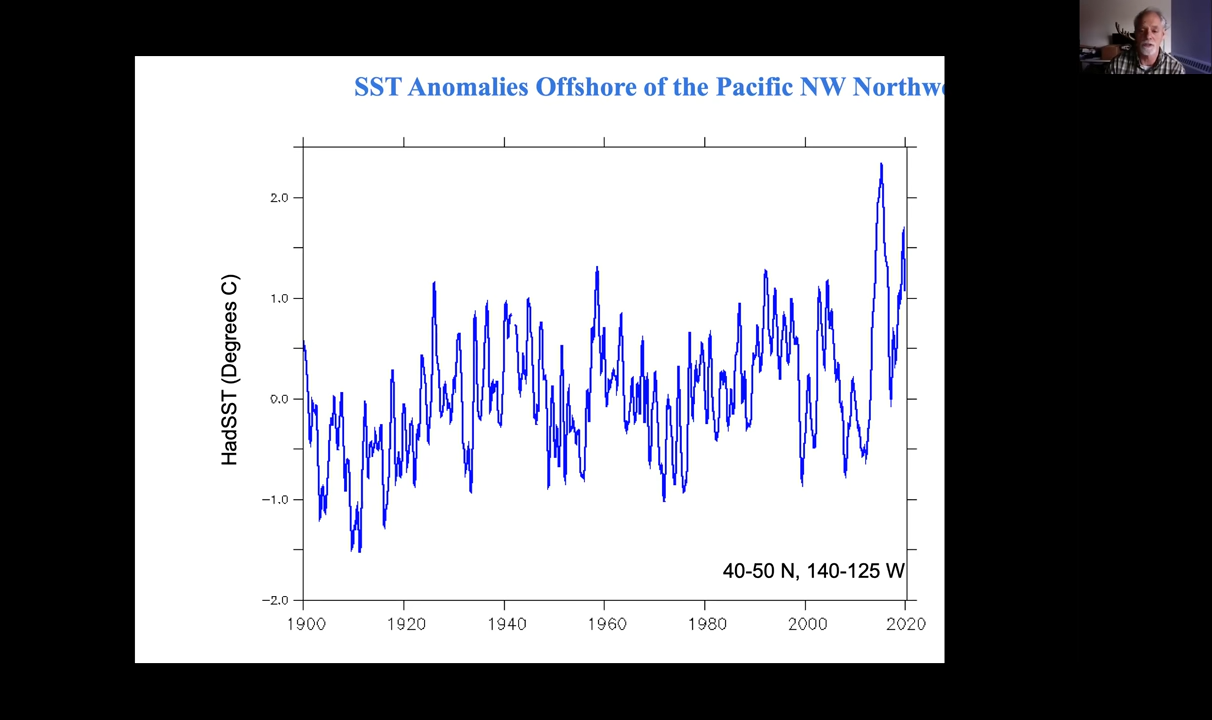 SST Anomalies Offshore of the Pacific NW Northw
2.0
1.0
0.0
−1.0
−2.0
HadSST (Degrees C)
40-50 N, 140-125 W
1900 1920 1940 1960 1980 2000 2020